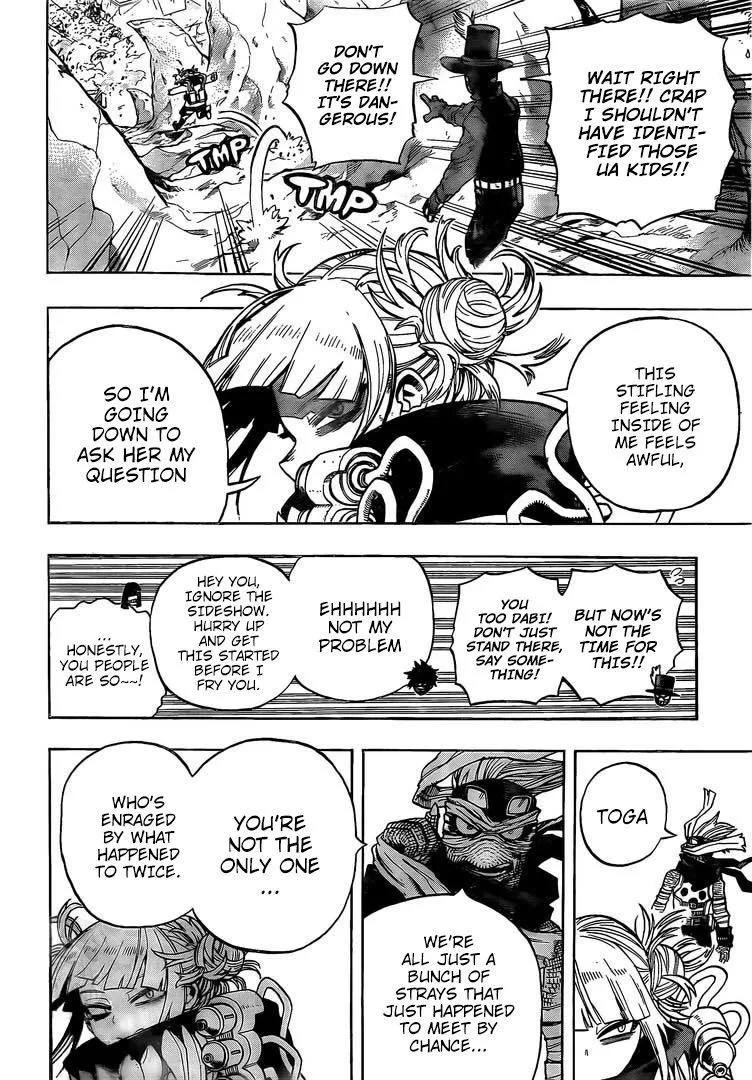 WAIT RIGHT
THERE!! CRAP
I SHOULDN'T
HAVE IDENTI-
FIED THOSE
UA KIDS!!
DON'T
GO DOWN
THERE!!
IT'S DAN-
GEROUS!
TMP
TMP
THIS
STIFLING
FEELING
INSIDE OF
ME FEELS
AWFUL,
SO I'M
GOING
DOWN TO
ASK HER MY
QUESTION
BUT NOW'S
NOT THE
TIME FOR
THIS!!
YOU
TOO DABI!
DON'T JUST
STAND THERE,
SAY SOME-
THING!
EHHHHHH
NOT MY
PROBLEM
HEY YOU,
IGNORE THE
SIDESHOW.
HURRY UP
AND GET
THIS STARTED
BEFORE I
FRY YOU.
...
HONESTLY,
YOU PEOPLE
ARE SO~~!
TOGA
WE'RE
ALL JUST A
BUNCH OF
STRAYS THAT
JUST HAPPENED
TO MEET BY
CHANCE...
YOU'RE
NOT THE
ONLY ONE
...
WHO'S
ENRAGED
BY WHAT
HAPPENED
TO TWICE.